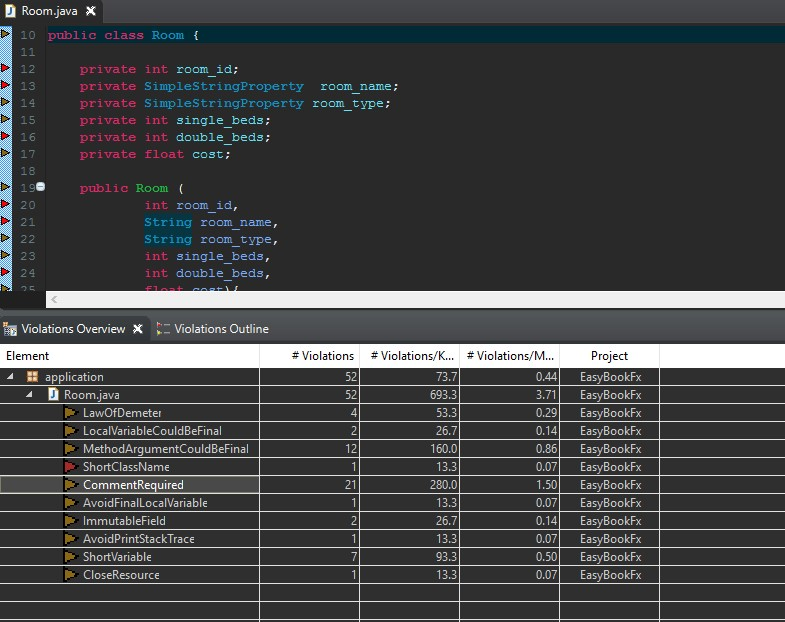 Room.java
10 public class Room {
11
12 private int room_id;
13 private SimpleStringProperty room_name;
14 private SimpleStringProperty room_type;
15 private int single_beds;
16 private int double_beds;
17 private float cost;
18
19 public Room (
20 int room_id,
21 String room_name,
22 String room_type,
23 int single_beds,
24 int double_beds,
25 float cost){
Violations Overview Violations Outline
Element # Violations # Violations/K... # Violations/M... Project
application 52 73.7 0.44 EasyBookFx
Room.java 52 693.3 3.71 EasyBookFx
LawOfDemeter 4 53.3 0.29 EasyBookFx
LocalVariableCouldBeFinal 2 26.7 0.14 EasyBookFx
MethodArgumentCouldBeFinal 12 160.0 0.86 EasyBookFx
ShortClassName 1 13.3 0.07 EasyBookFx
CommentRequired 21 280.0 1.50 EasyBookFx
AvoidFinalLocalVariable 1 13.3 0.07 EasyBookFx
ImmutableField 2 26.7 0.14 EasyBookFx
AvoidPrintStackTrace 1 13.3 0.07 EasyBookFx
ShortVariable 7 93.3 0.50 EasyBookFx
CloseResource 1 13.3 0.07 EasyBookFx